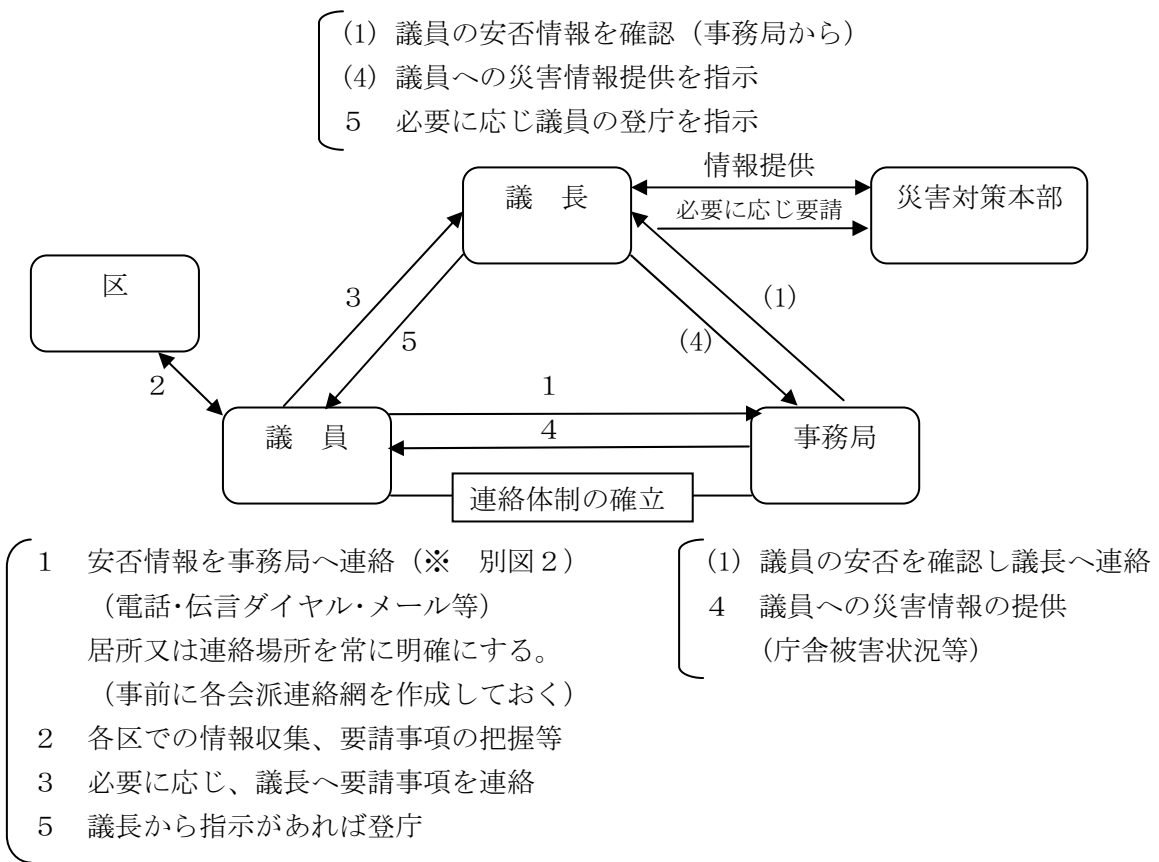 (1) 議員の安否情報を確認（事務局から）
(4) 議員への災害情報提供を指示
５ 必要に応じ議員の登庁を指示
議　長
情報提供
必要に応じ要請
災害対策本部
区
3
5
(1)
(4)
2
1
4
議　員
事務局
連絡体制の確立
１ 安否情報を事務局へ連絡（※　別図２）
（電話・伝言ダイヤル・メール等）
居所又は連絡場所を常に明確にする。
（事前に各会派連絡網を作成しておく）
２ 各区での情報収集、要請事項の把握等
３ 必要に応じ、議長へ要請事項を連絡
５ 議長から指示があれば登庁
(1) 議員の安否を確認し議長へ連絡
４ 議員への災害情報の提供
（庁舎被害状況等）